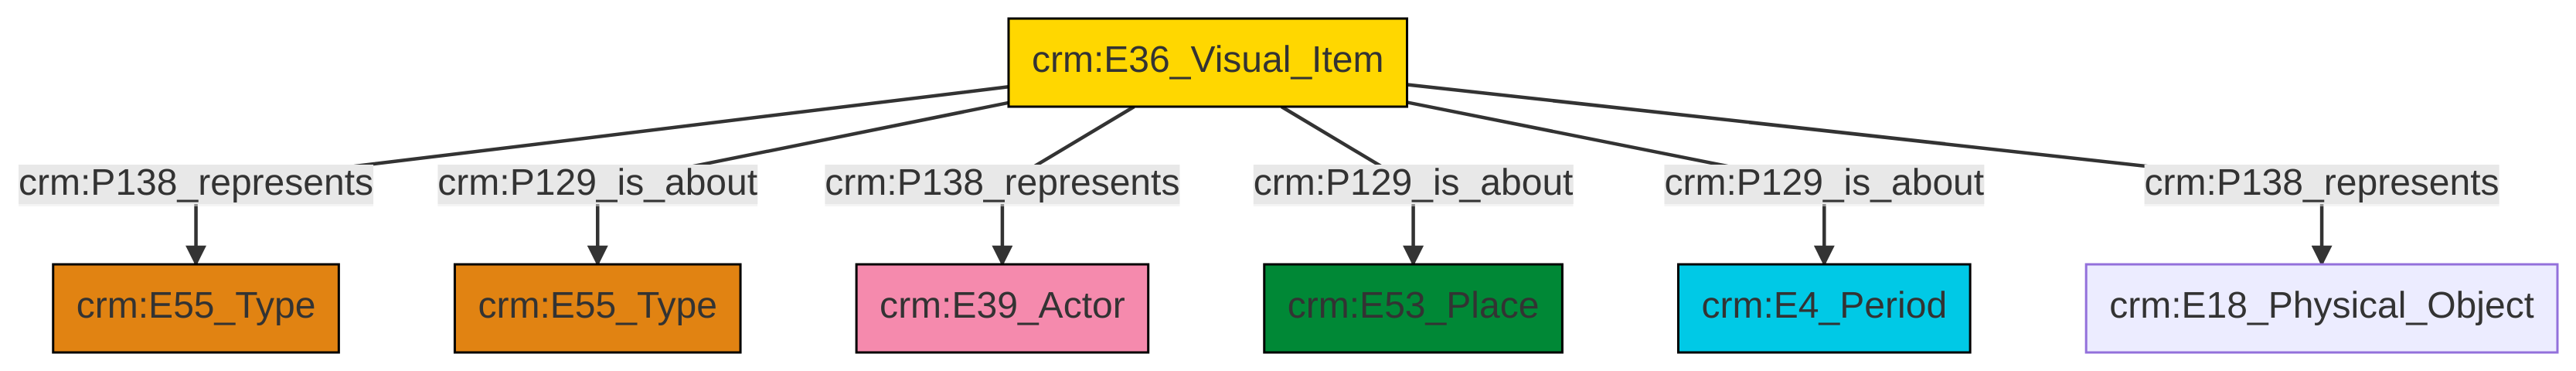 crm:E36_Visual_Item
crm:P138_represents
crm:P129_is_about
crm:P138_represents
crm:P129_is_about
crm:P129_is_about
crm:P138_represents
crm:E55_Type
crm:E55_Type
crm:E39_Actor
crm:E53_Place
crm:E4_Period
crm:E18_Physical_Object